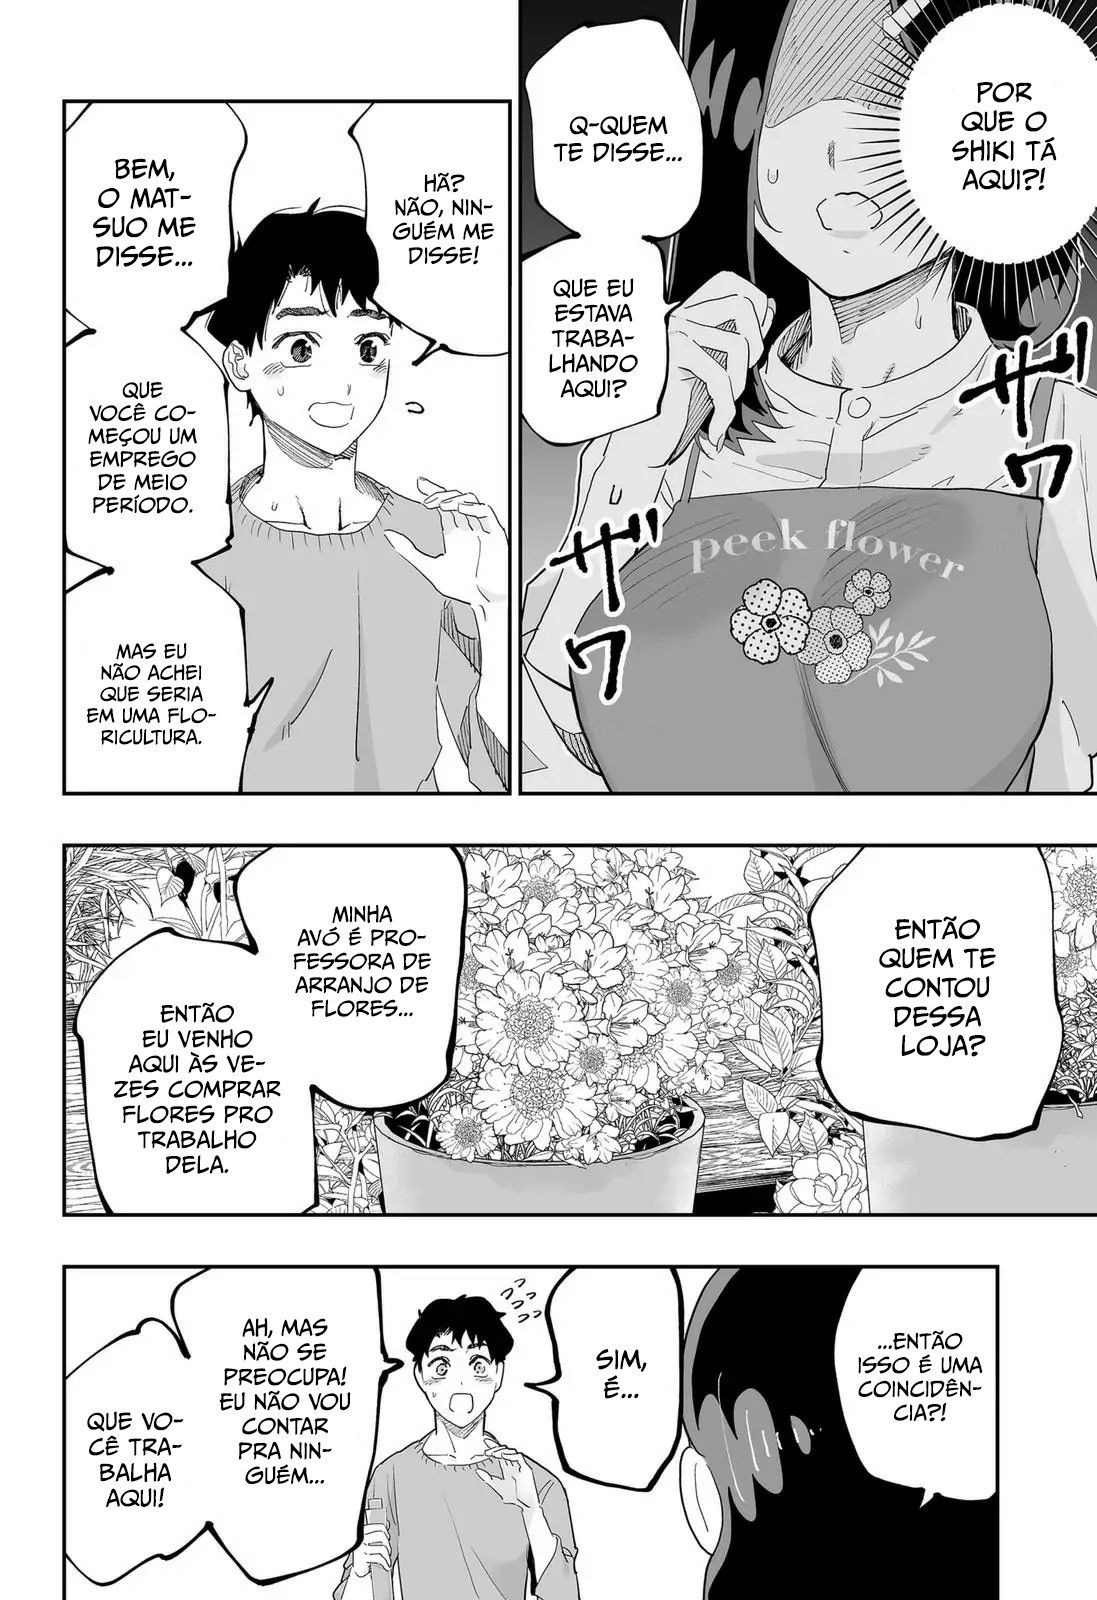 POR
QUE O
SHIKI TÁ
AQUI?!
Q-QUEM
TE DISSE...
QUE EU
ESTAVA
TRABA-
LHANDO
AQUI?
peek flower
ザワ
ザワ
HÃ?
NÃO, NIN-
GUÉM ME
DISSE!
BEM,
O MAT-
SUO ME
DISSE...
QUE
VOCÊ CO-
MEÇOU UM
EMPREGO
DE MEIO
PERÍODO.
MAS EU
NÃO ACHEI
QUE SERIA
EM UMA FLO-
RICULTURA.
ENTÃO
QUEM TE
CONTOU
DESSA
LOJA?
MINHA
AVÓ É PRO-
FESSORA DE
ARRANJO DE
FLORES...
ENTÃO
EU VENHO
AQUI ÀS VE-
ZES COMPRAR
FLORES PRO
TRABALHO
DELA.
...ENTÃO
ISSO É UMA
COINCIDÊN-
CIA?!
SIM,
É...
AH, MAS
NÃO SE
PREOCUPA!
EU NÃO VOU
CONTAR
PRA NIN-
GUÉM...
QUE VO-
CÊ TRA-
BALHA
AQUI!